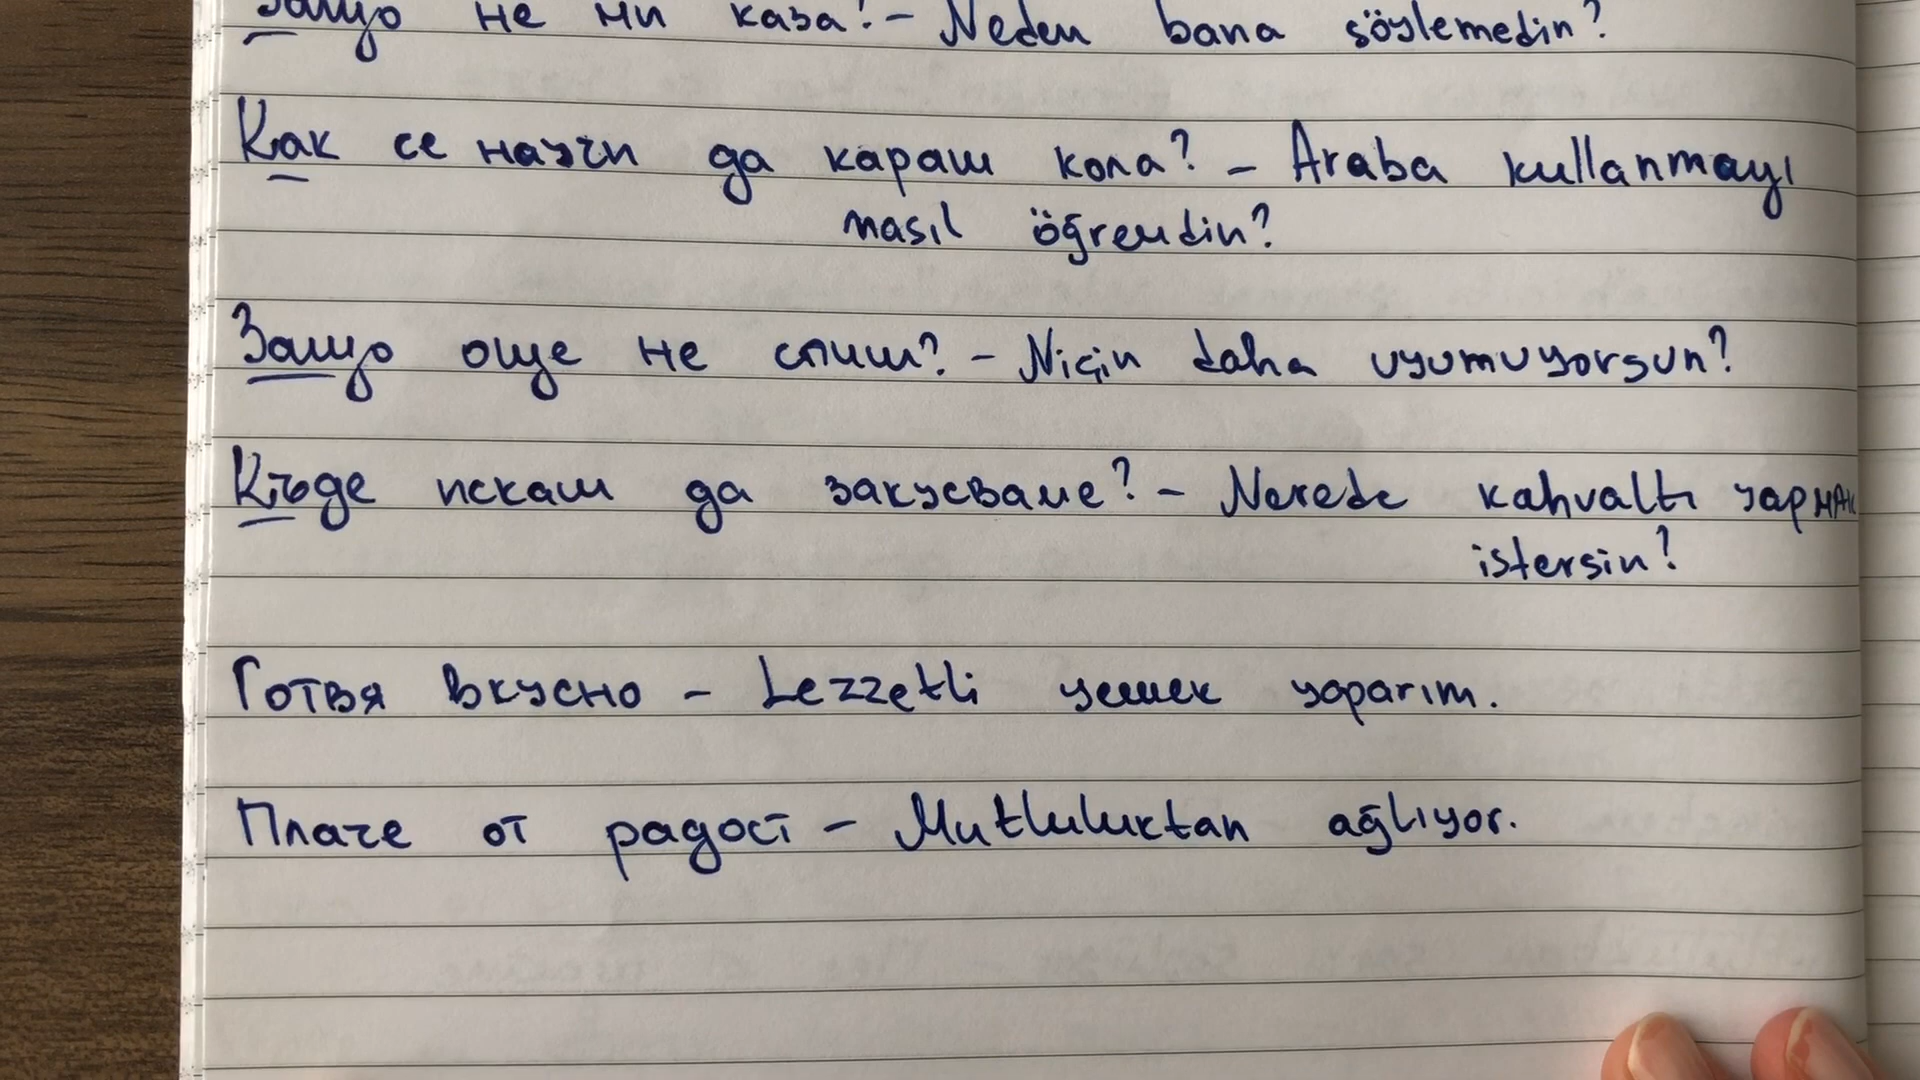 Защо не ми каза? - Neden bana söylemedin?
Как се научи да караш кола? - Araba kullanmayı
nasıl öğrendin?
Защо още не спиш? - Niçin daha uyumuyorsun?
Къде искаш да закусваме? - Nerede kahvaltı yapmak
istersin?
Готвя вкусно - Lezzetli yemek yaparım.
Плаче от радост - Mutluluktan ağlıyor.